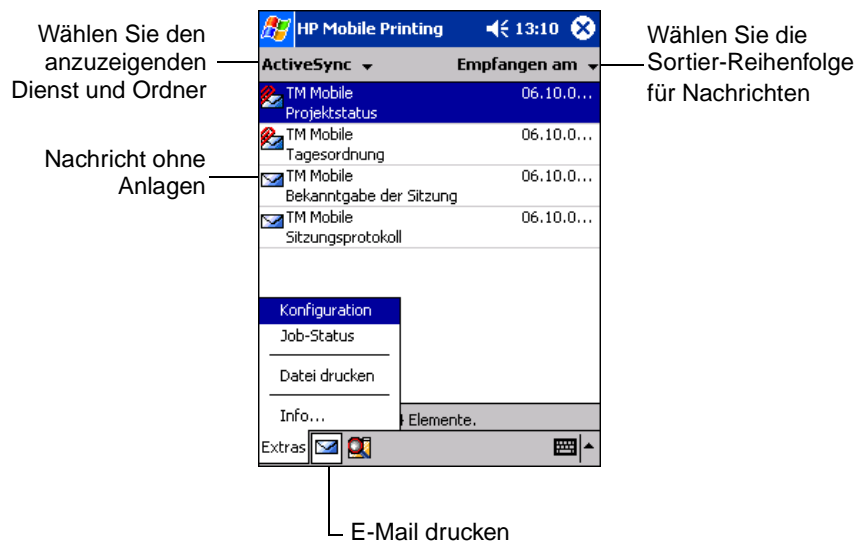 Wählen Sie den
anzuzeigenden
Dienst und Ordner
HP Mobile Printing 13:10
ActiveSync Empfangen am
Wählen Sie die
Sortier-Reihenfolge
für Nachrichten
TM Mobile 06.10.0...
Projektstatus
TM Mobile 06.10.0...
Tagesordnung
Nachricht ohne
Anlagen
TM Mobile 06.10.0...
Bekanntgabe der Sitzung
TM Mobile 06.10.0...
Sitzungsprotokoll
Konfiguration
Job-Status
Datei drucken
Info...
Elemente.
Extras
E-Mail drucken